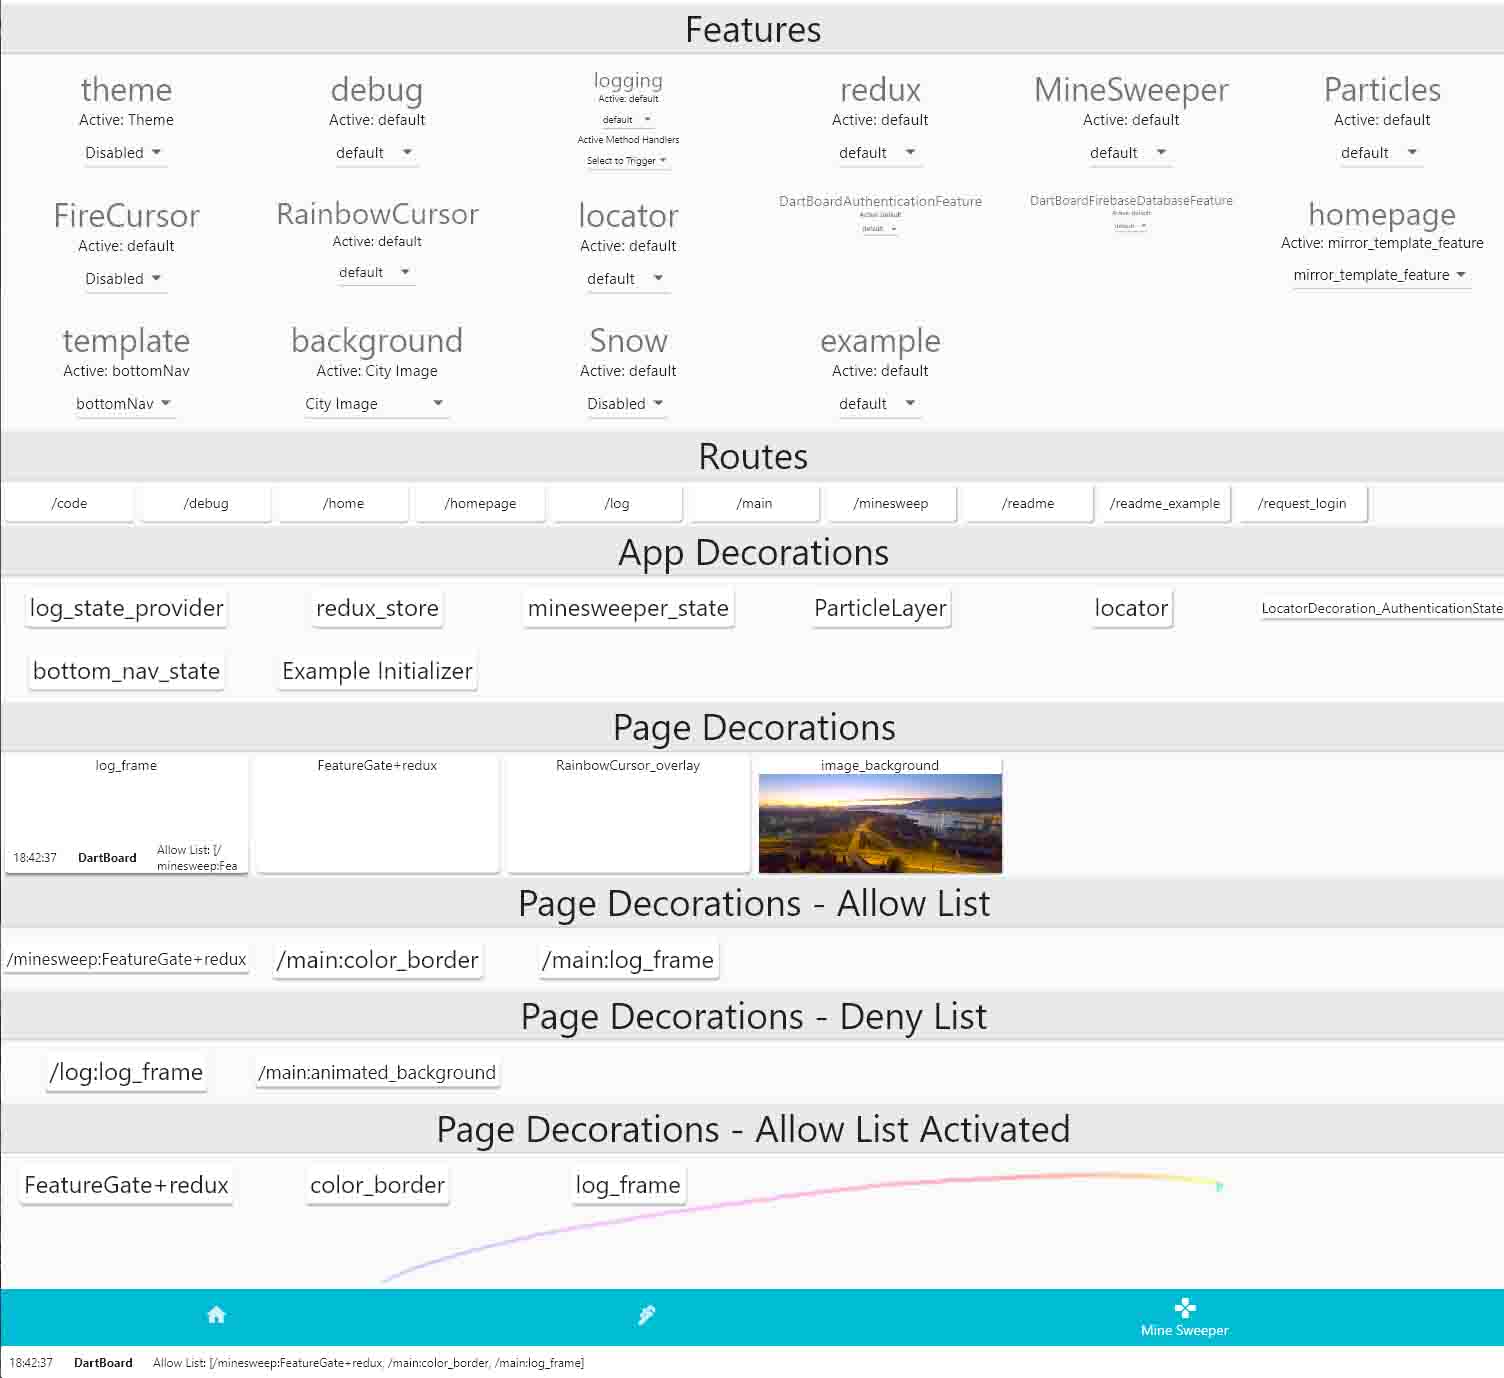 Features
theme
Active: Theme
Disabled
debug
Active: default
default
logging
Active: default
default
Active Method Handlers
Select to Trigger
redux
Active: default
default
MineSweeper
Active: default
default
Particles
Active: default
default
FireCursor
Active: default
Disabled
RainbowCursor
Active: default
default
locator
Active: default
default
DartBoardAuthenticationFeature
Active: default
default
DartBoardFirebaseDatabaseFeature
Active: default
default
homepage
Active: mirror_template_feature
mirror_template_feature
template
Active: bottomNav
bottomNav
background
Active: City Image
City Image
Snow
Active: default
Disabled
example
Active: default
default
Routes
/code
/debug
/home
/homepage
/log
/main
/minesweep
/readme
/readme_example
/request_login
App Decorations
log_state_provider
redux_store
minesweeper_state
ParticleLayer
locator
LocatorDecoration_AuthenticationState
bottom_nav_state
Example Initializer
Page Decorations
log_frame
18:42:37 DartBoard Allow List: [/
minesweep:Fea
FeatureGate+redux
RainbowCursor_overlay
image_background
Page Decorations - Allow List
/minesweep:FeatureGate+redux
/main:color_border
/main:log_frame
Page Decorations - Deny List
/log:log_frame
/main:animated_background
Page Decorations - Allow List Activated
FeatureGate+redux
color_border
log_frame
Mine Sweeper
18:42:37 DartBoard Allow List: [/minesweep:FeatureGate+redux, /main:color_border, /main:log_frame]